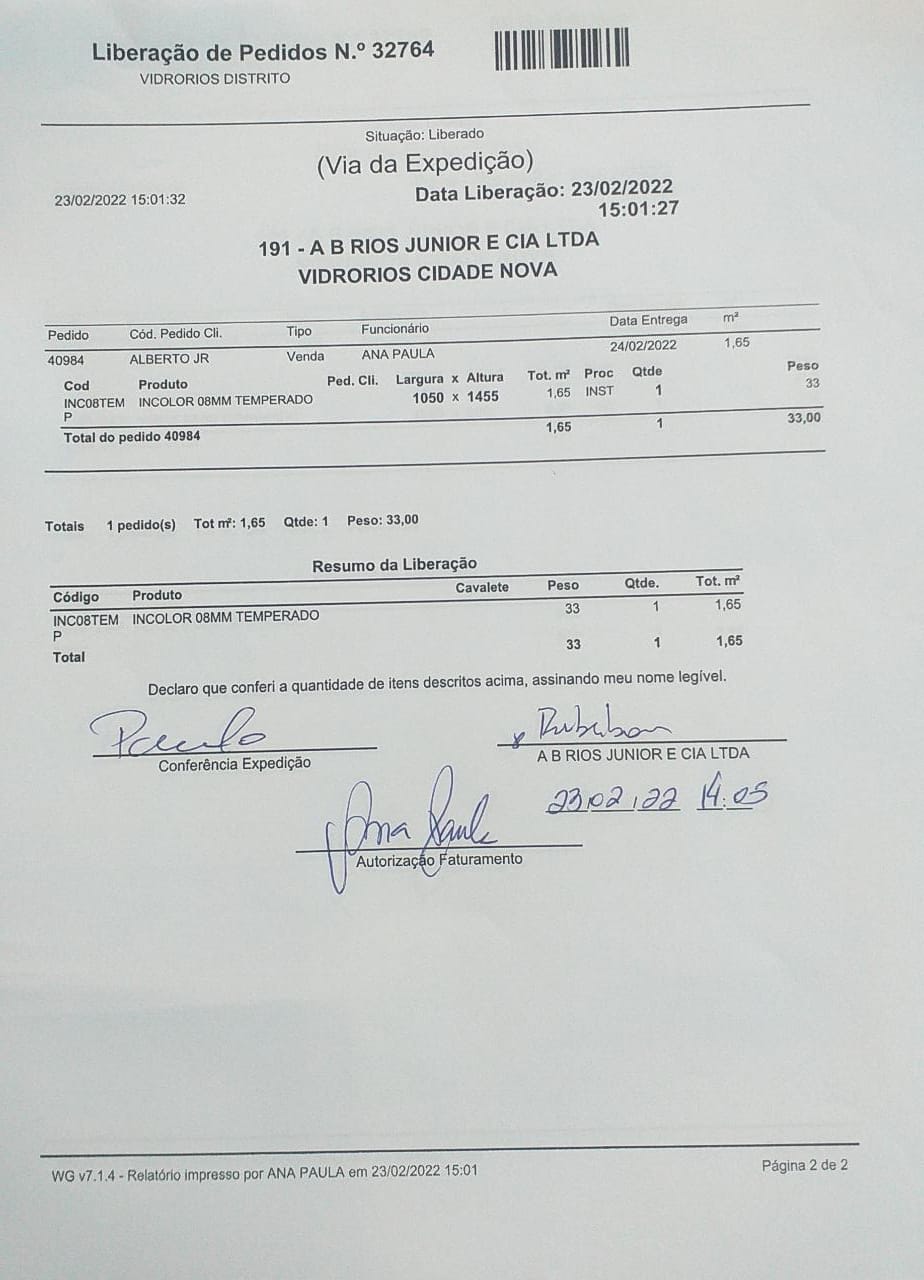 Liberação de Pedidos N.º 32764
VIDRORIOS DISTRITO
Situação: Liberado
(Via da Expedição)
23/02/2022 15:01:32
Data Liberação: 23/02/2022
15:01:27
191 - A B RIOS JUNIOR E CIA LTDA
VIDRORIOS CIDADE NOVA
Pedido Cód. Pedido Cli. Tipo Funcionário Data Entrega m²
40984 ALBERTO JR Venda ANA PAULA 24/02/2022 1,65
Cod Produto Ped. Cli. Largura x Altura Tot. m² Proc Qtde Peso
INC08TEM INCOLOR 08MM TEMPERADO 1050 x 1455 1,65 INST 1 33
P
Total do pedido 40984 1,65 1 33,00
Totais 1 pedido(s) Tot m²: 1,65 Qtde: 1 Peso: 33,00
Resumo da Liberação
Código Produto Cavalete Peso Qtde. Tot. m²
INC08TEM INCOLOR 08MM TEMPERADO 33 1 1,65
P
Total 33 1 1,65
Declaro que conferi a quantidade de itens descritos acima, assinando meu nome legível.
Paulo
Conferência Expedição
A B RIOS JUNIOR E CIA LTDA
23,02,22 14:05
Ana Paula
Autorização Faturamento
WG v7.1.4 - Relatório impresso por ANA PAULA em 23/02/2022 15:01
Página 2 de 2